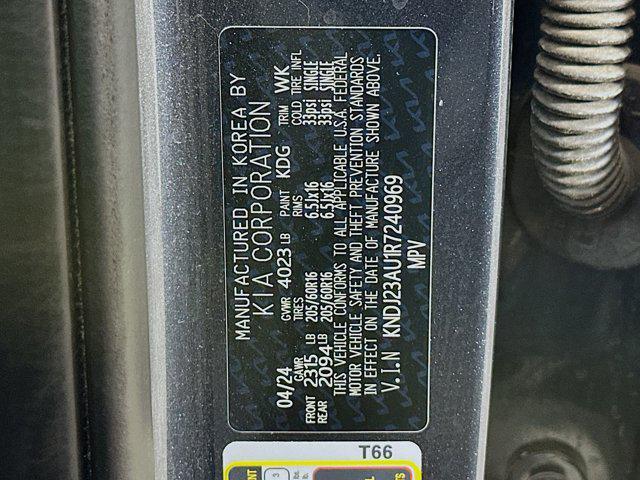 MANUFACTURED IN KOREA BY
KIA CORPORATION
04/24 GVWR 4023 LB PAINT KDG TRIM WK
GAWR TIRES RIMS COLD TIRE INFL
FRONT 2315 LB 205/60R16 6.5Jx16 33psi SINGLE
REAR 2094 LB 205/60R16 6.5Jx16 33psi SINGLE
THIS VEHICLE CONFORMS TO ALL APPLICABLE U.S.A. FEDERAL
MOTOR VEHICLE SAFETY AND THEFT PREVENTION STANDARDS
IN EFFECT ON THE DATE OF MANUFACTURE SHOWN ABOVE.
V.I.N KNDJ23AU1R7240969
MPV
T66